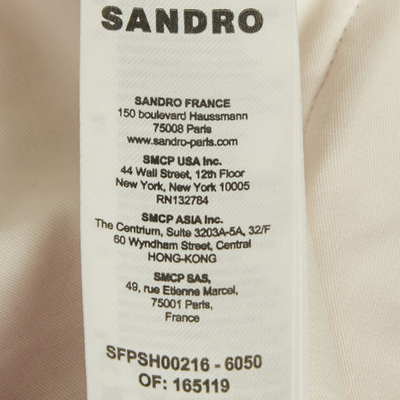 SANDRO
SANDRO FRANCE
150 boulevard Haussmann
75008 Paris
www.sandro-paris.com
SMCP USA Inc.
44 Wall Street, 12th Floor
New York, New York 10005
RN132784
SMCP ASIA Inc.
The Centrium, Suite 3203A-5A, 32/F
60 Wyndham Street, Central
HONG-KONG
SMCP SAS,
49, rue Etienne Marcel,
75001 Paris,
France
SFPSH00216 - 6050
OF: 165119